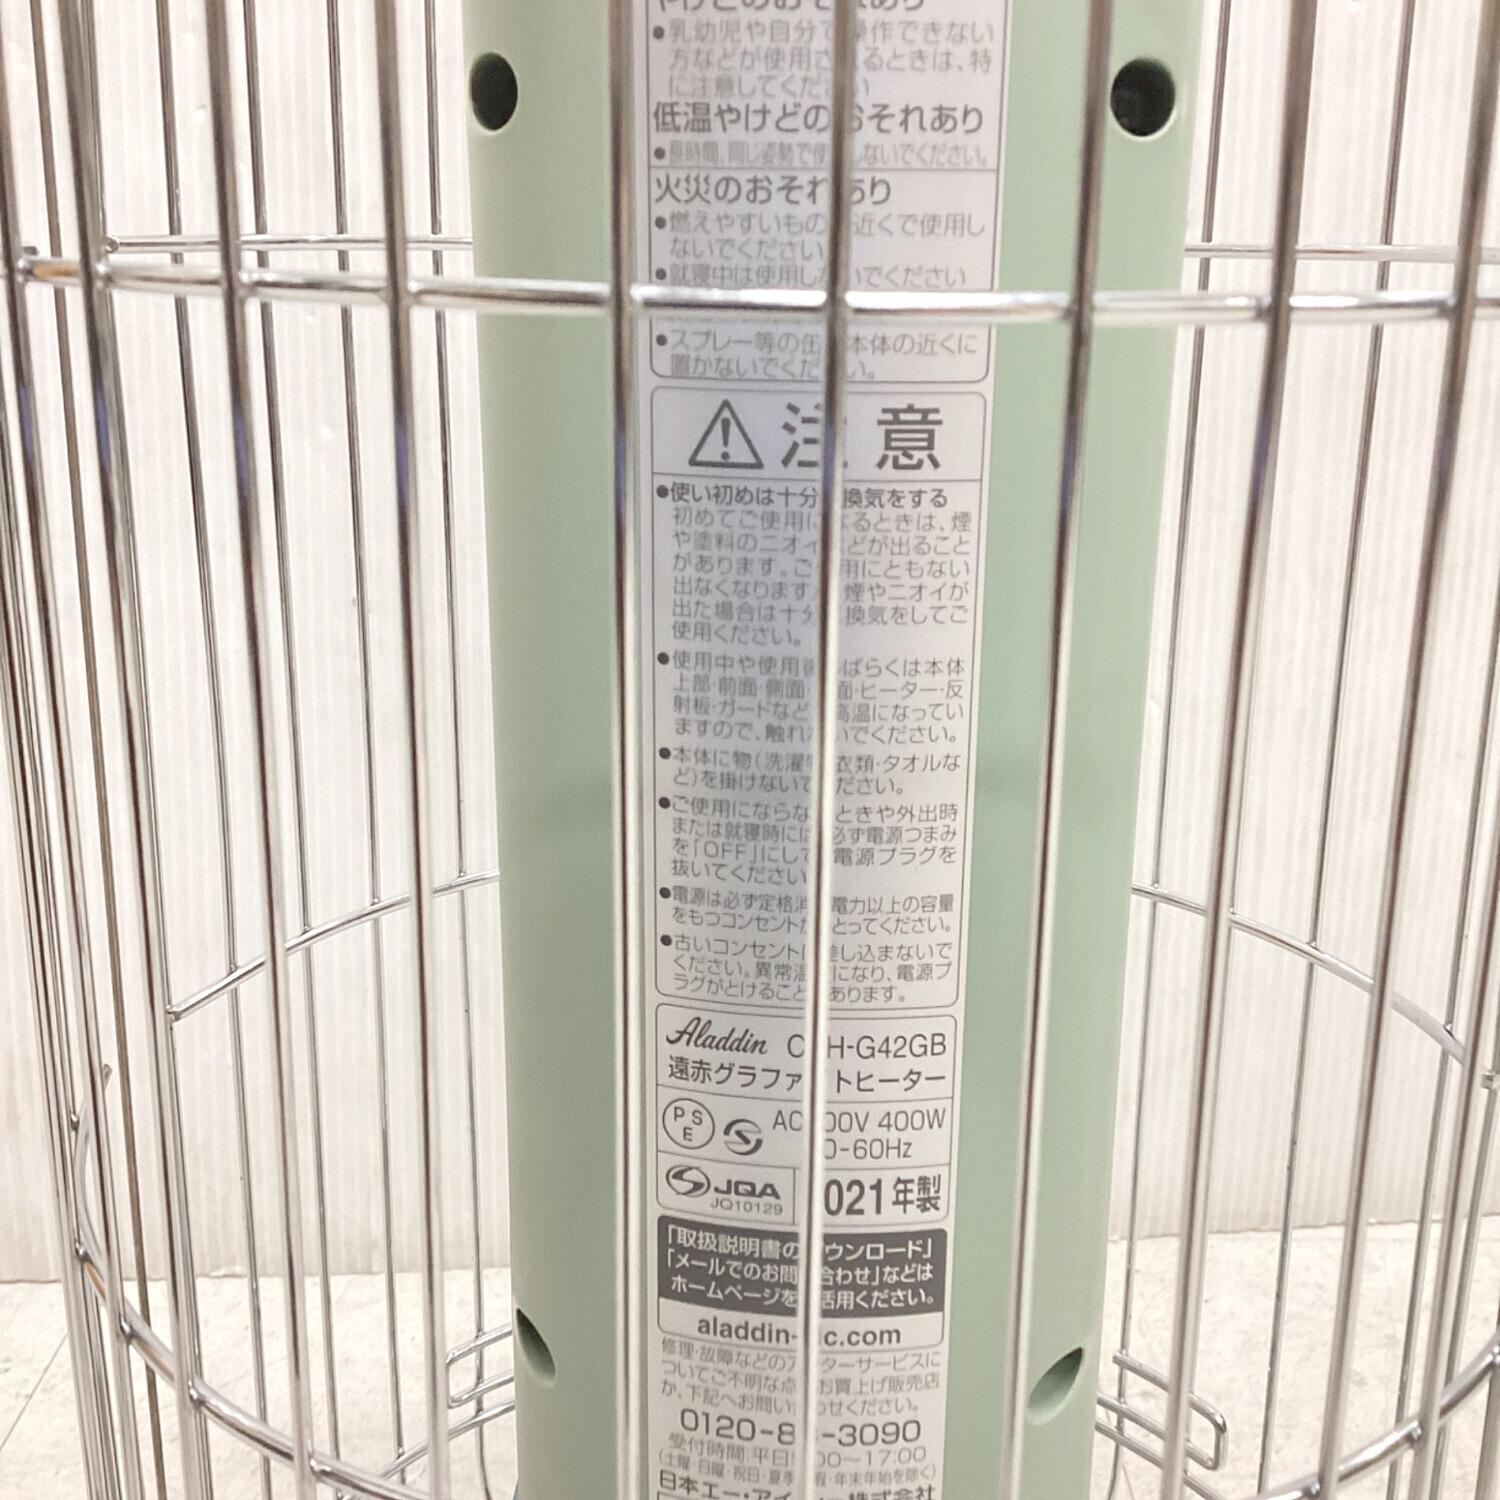 やけどのおそれあり
●乳幼児や自分で操作できない
方などが使用されるときは、特
に注意してください
低温やけどのおそれあり
●長時間、同じ姿勢で使 しないでください。
火災のおそれあり
●燃えやすいもの 近くで使用し
ないでください
●就寝中は使用しないでください
●スプレー等の缶 本体の近くに
置かないでください。
注意
●使い初めは十分 換気をする
初めてご使用になるときは、煙
や塗料のニオイなどが出ること
があります。ご 用にともない
出なくなります 煙やニオイが
出た場合は十分 換気をしてご
使用ください。
●使用中や使用後 ばらくは本体
上部・前面・側面・ 面・ヒーター・反
射板・ガードなど 高温になってい
ますので、触れ いでください。
●本体に物(洗濯物 衣類・タオルな
ど)を掛けないで ださい。
●ご使用にならな ときや外出時
または就寝時には 必ず電源つまみ
を「OFF」にして 電源プラグを
抜いてください
●電源は必ず定格消 電力以上の容量
をもつコンセントか とってください。
●古いコンセントに差し込まないで
ください。異常温 になり、電源プ
ラグがとけること あります。
Aladdin C H-G42GB
遠赤グラファ トヒーター
PSE AC 00V 400W
0-60Hz
JQA 021年製
JQ10129
「取扱説明書の ウンロード」
「メールでのお問 合わせ」などは
ホームページを 活用ください。
aladdin- c.com
修理・故障などのア ターサービスに
ついてご不明な点 お買上げ販売店
か、下記へお問い わせください。
0120-8 -3090
受付時間:平日 00～17:00
(土曜・日曜・祝日・夏季 暇・年末年始を除く)
日本エー・アイ 株式会社